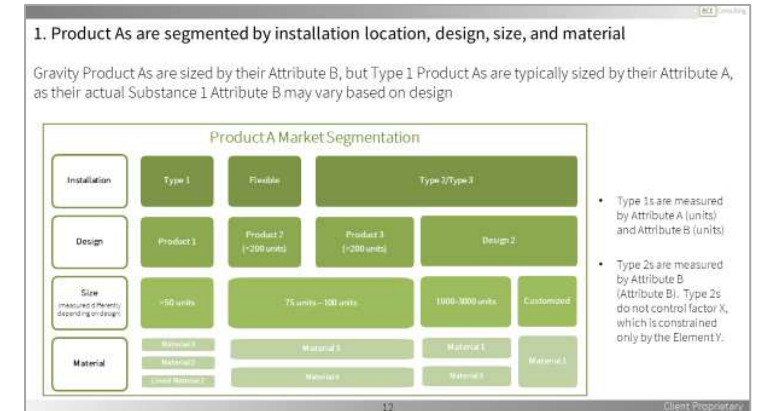 BCE Consulting
1. Product As are segmented by installation location, design, size, and material
Gravity Product As are sized by their Attribute B, but Type 1 Product As are typically sized by their Attribute A,
as their actual Substance 1 Attribute B may vary based on design
Product A Market Segmentation
Installation
Type 1
Flexible
Type 2/Type 3
Design
Product 1
Product 2
(<200 units)
Product 3
(>200 units)
Design 2
Size
(measured differently
depending on design)
>50 units
75 units – 100 units
1000-3000 units
Customized
Material
Material 2
Material 3
Material 1
Material 1
• Type 1s are measured
by Attribute A (units)
and Attribute B (units)
• Type 2s are measured
by Attribute B
(Attribute B). Type 2s
do not control factor X,
which is constrained
only by the Element Y.
12
Client Proprietary